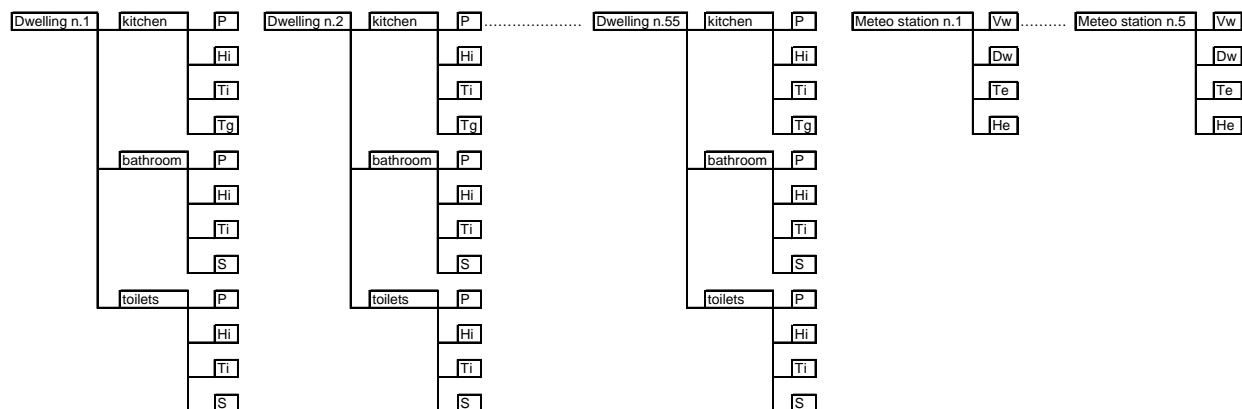 Dwelling n.1 kitchen P Dwelling n.2 kitchen P ..................... Dwelling n.55 kitchen P Meteo station n.1 Vw .......... Meteo station n.5 Vw
Hi Hi Hi Dw Dw
Ti Ti Ti Te Te
Tg Tg Tg He He
bathroom P bathroom P bathroom P
Hi Hi Hi
Ti Ti Ti
S S S
toilets P toilets P toilets P
Hi Hi Hi
Ti Ti Ti
S S S